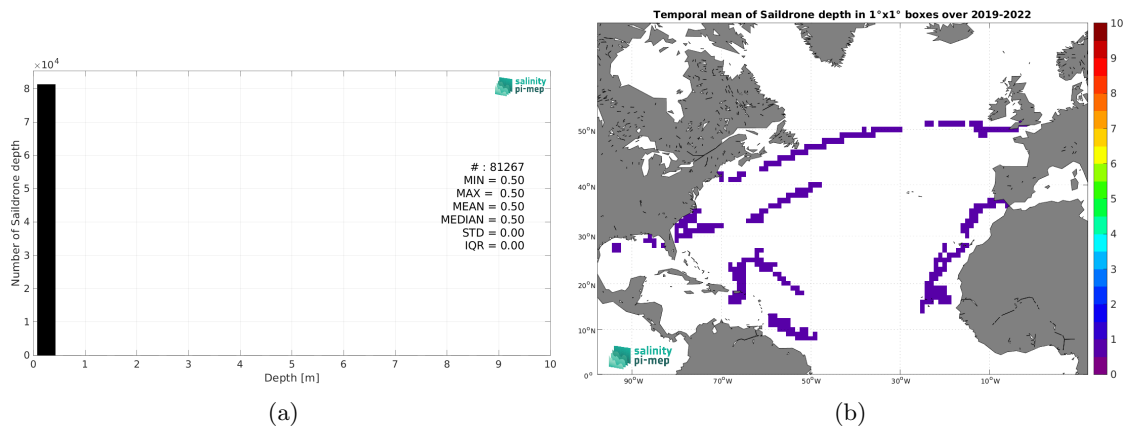 ×10⁴
8
7
6
5
4
3
2
1
0
Number of Saildrone depth
salinity
pi-mep
# : 81267
MIN = 0.50
MAX = 0.50
MEAN = 0.50
MEDIAN = 0.50
STD = 0.00
IQR = 0.00
0 1 2 3 4 5 6 7 8 9 10
Depth [m]
(a)
Temporal mean of Saildrone depth in 1°x1° boxes over 2019-2022
50°N
40°N
30°N
20°N
10°N
0°
90°W 70°W 50°W 30°W 10°W
salinity
pi-mep
10
9
8
7
6
5
4
3
2
1
0
(b)